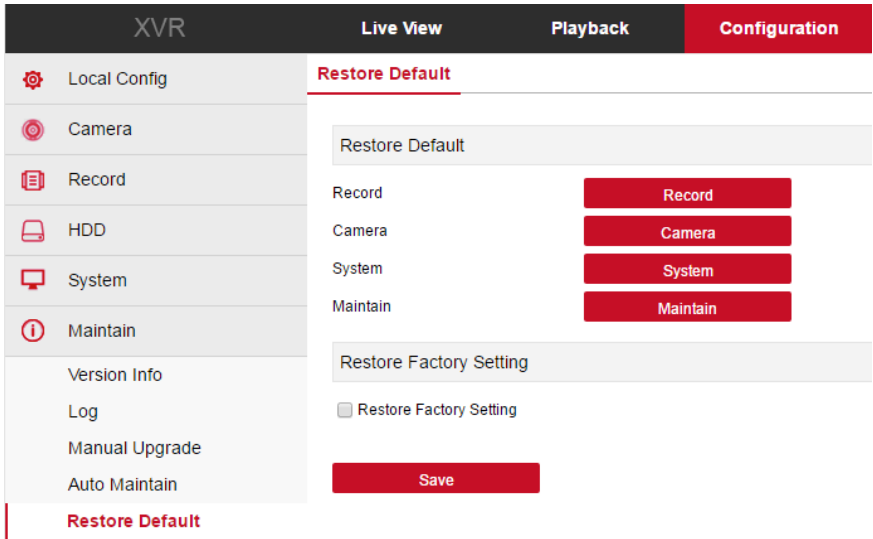 XVR Live View Playback Configuration
Local Config
Camera
Record
HDD
System
Maintain
Version Info
Log
Manual Upgrade
Auto Maintain
Restore Default
Restore Default
Restore Default
Record Record
Camera Camera
System System
Maintain Maintain
Restore Factory Setting
Restore Factory Setting
Save